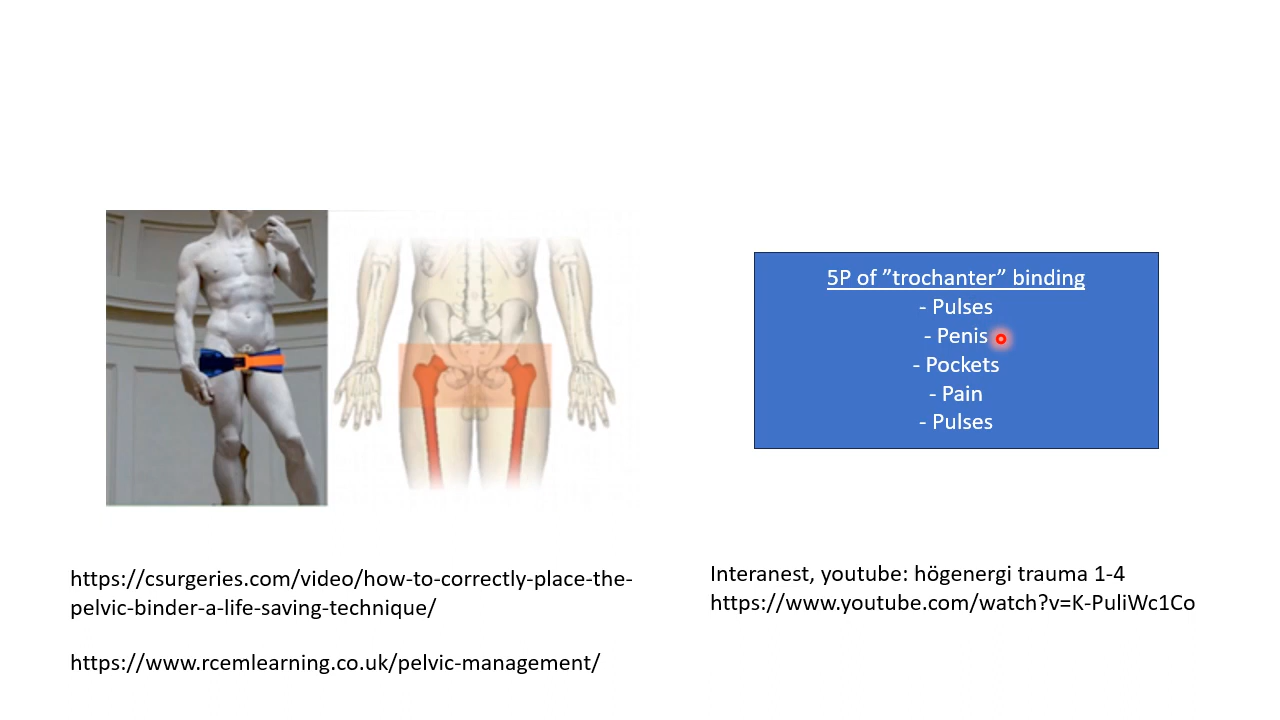 5P of ”trochanter” binding
- Pulses
- Penis
- Pockets
- Pain
- Pulses
https://csurgeries.com/video/how-to-correctly-place-the-
pelvic-binder-a-life-saving-technique/
https://www.rcemlearning.co.uk/pelvic-management/
Interanest, youtube: högenergi trauma 1-4
https://www.youtube.com/watch?v=K-PuliWc1Co